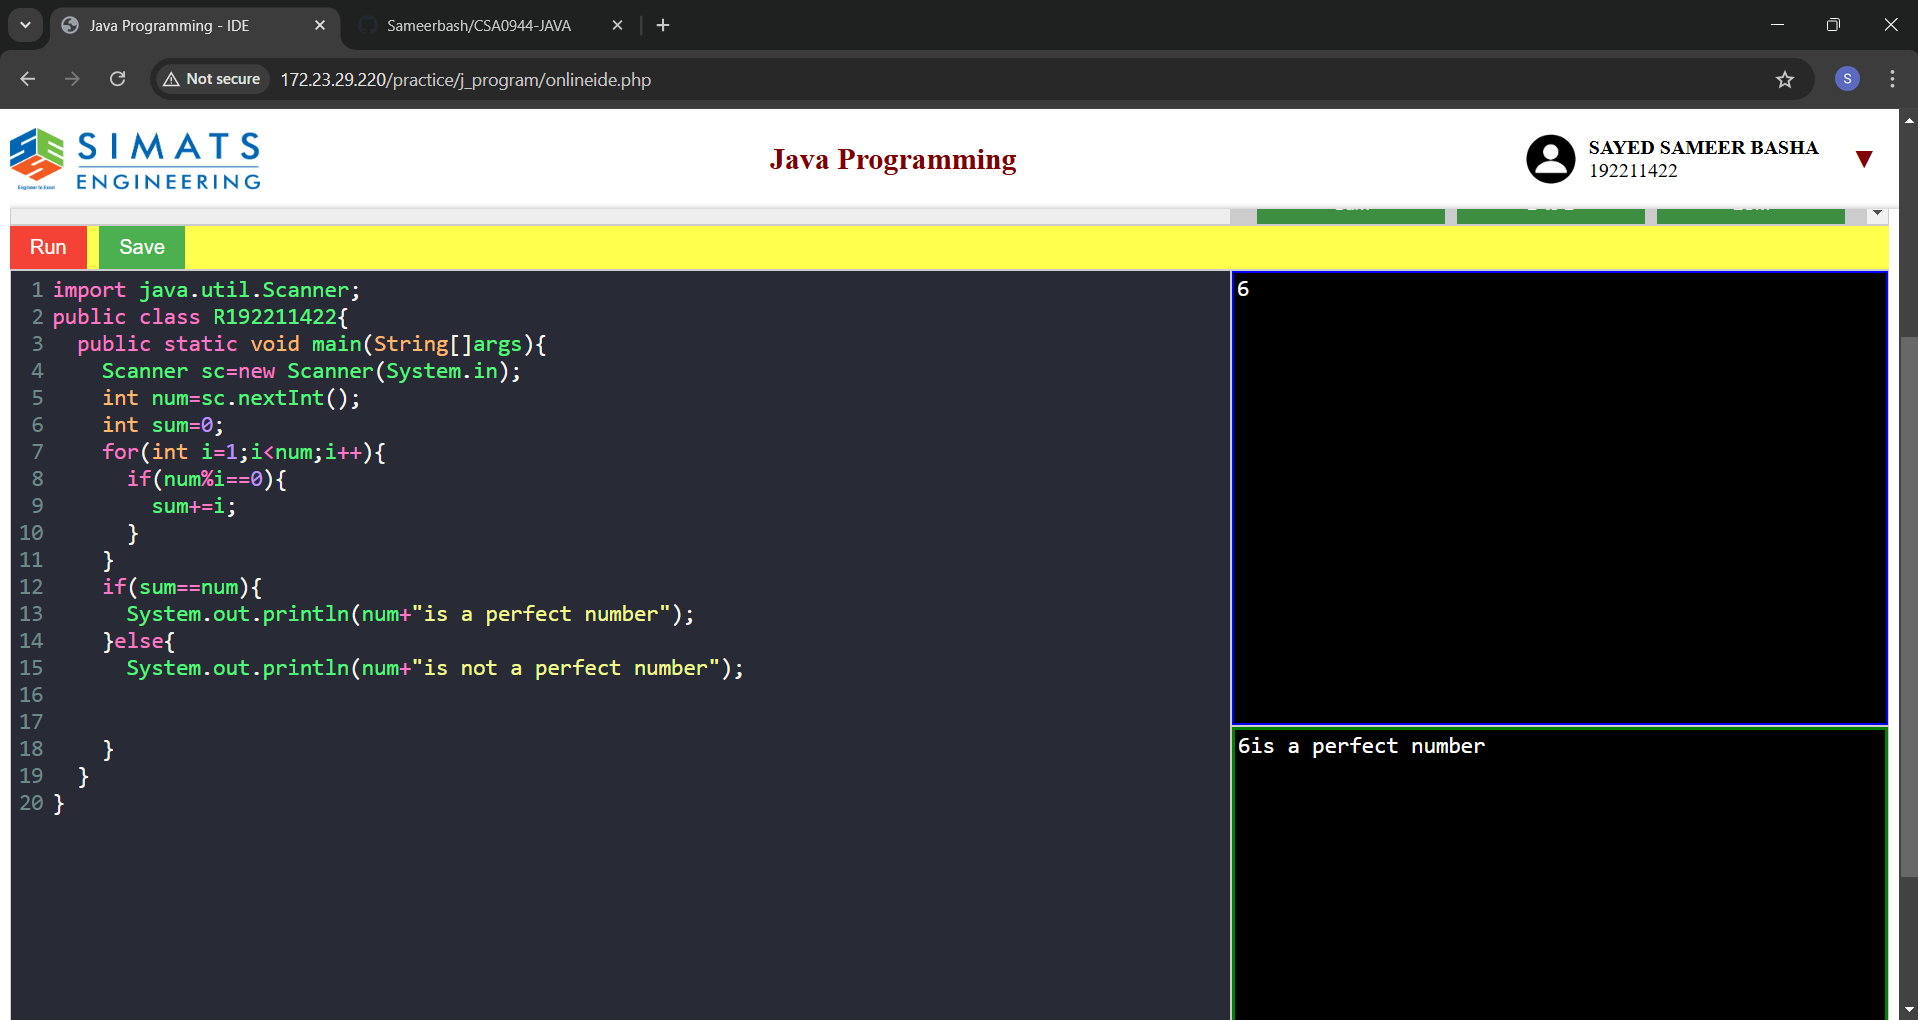 Java Programming - IDE
Sameerbash/CSA0944-JAVA
Not secure
172.23.29.220/practice/j_program/onlineide.php
S
SIMATS
ENGINEERING
Engineer to Excel
Java Programming
SAYED SAMEER BASHA
192211422
Run
Save
1 import java.util.Scanner;
2 public class R192211422{
3   public static void main(String[]args){
4     Scanner sc=new Scanner(System.in);
5     int num=sc.nextInt();
6     int sum=0;
7     for(int i=1;i<num;i++){
8       if(num%i==0){
9         sum+=i;
10       }
11     }
12     if(sum==num){
13       System.out.println(num+"is a perfect number");
14     }else{
15       System.out.println(num+"is not a perfect number");
16
17
18     }
19   }
20 }
6
6is a perfect number